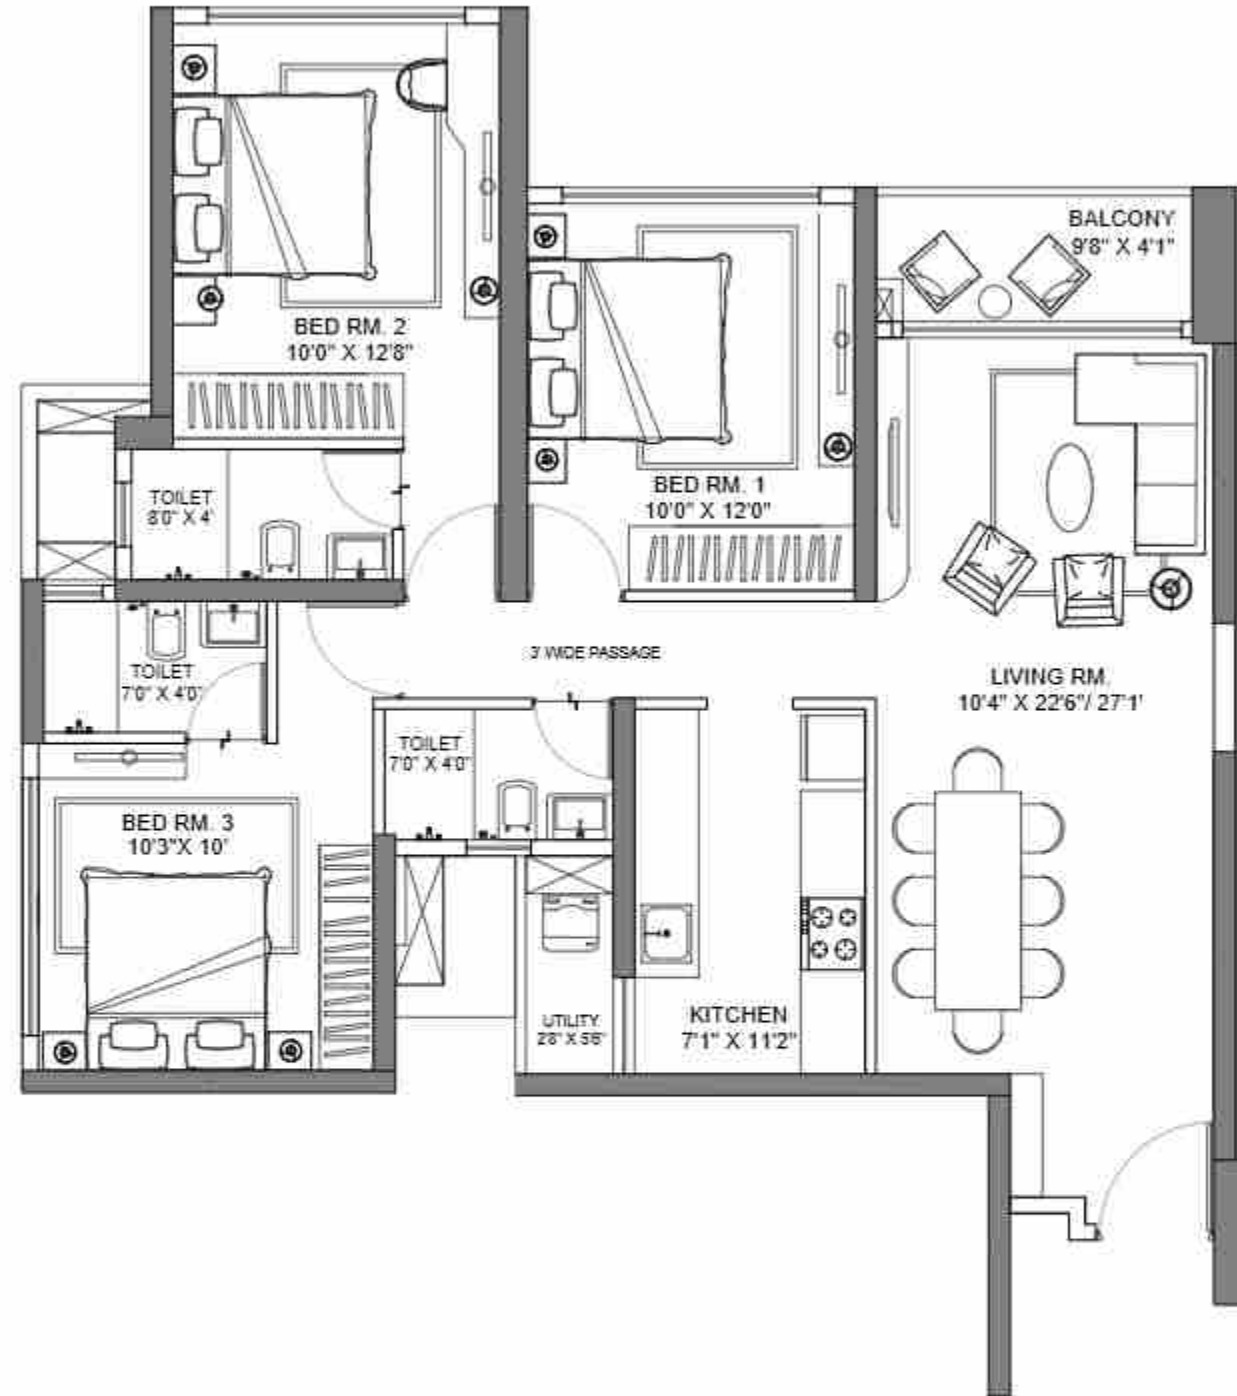 BALCONY
9'8" X 4'1"
BED RM. 2
10'0" X 12'8"
BED RM. 1
10'0" X 12'0"
TOILET
8'0" X 4'
3' WIDE PASSAGE
TOILET
7'0" X 4'0"
LIVING RM.
10'4" X 22'6"/ 27'1'
TOILET
7'0" X 4'0"
BED RM. 3
10'3"X 10'
UTILITY
2'8" X 5'6"
KITCHEN
7'1" X 11'2"